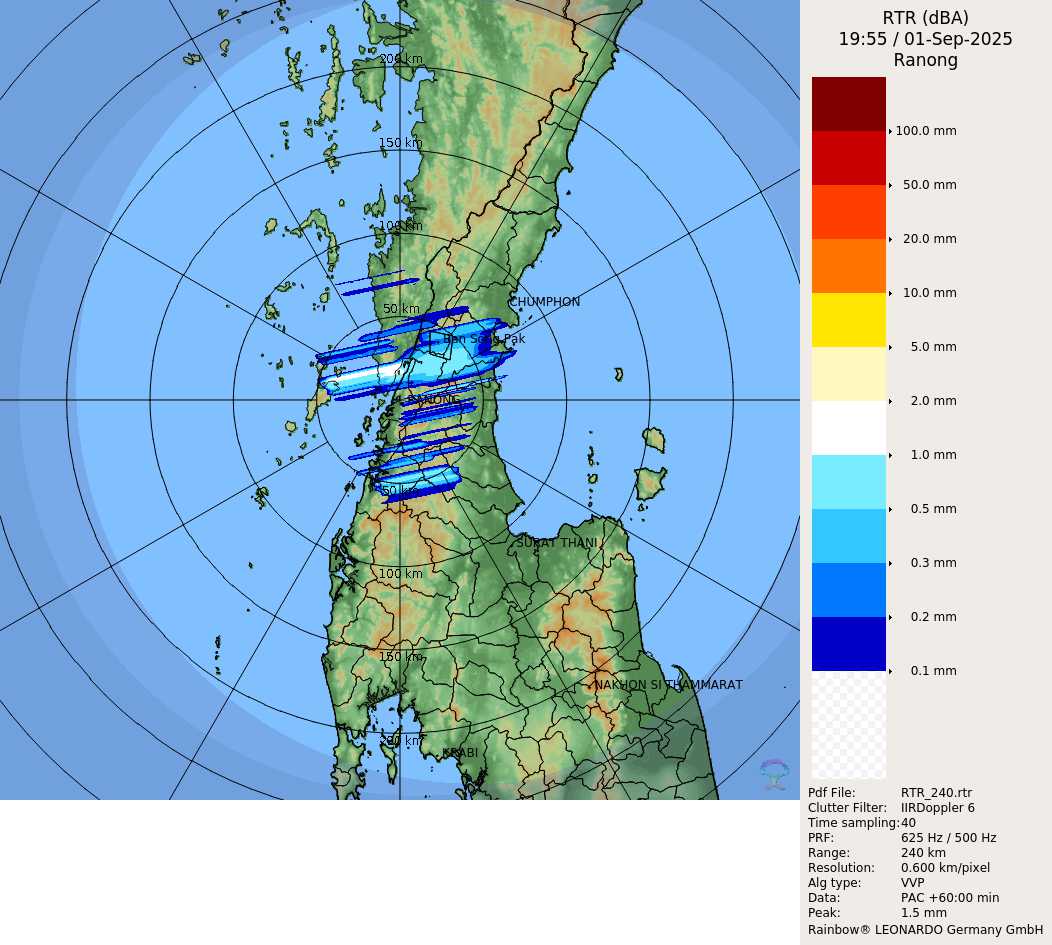 RTR (dBA)
19:55 / 01-Sep-2025
Ranong
100.0 mm
50.0 mm
20.0 mm
10.0 mm
5.0 mm
2.0 mm
1.0 mm
0.5 mm
0.3 mm
0.2 mm
0.1 mm
200 km
150 km
100 km
50 km
CHUMPHON
Ban Song Pak
RANONG
50 km
SURAT THANI
100 km
150 km
NAKHON SI THAMMARAT
200 km
KRABI
Pdf File: RTR_240.rtr
Clutter Filter: IIRDoppler 6
Time sampling:40
PRF: 625 Hz / 500 Hz
Range: 240 km
Resolution: 0.600 km/pixel
Alg type: VVP
Data: PAC +60:00 min
Peak: 1.5 mm
Rainbow® LEONARDO Germany GmbH